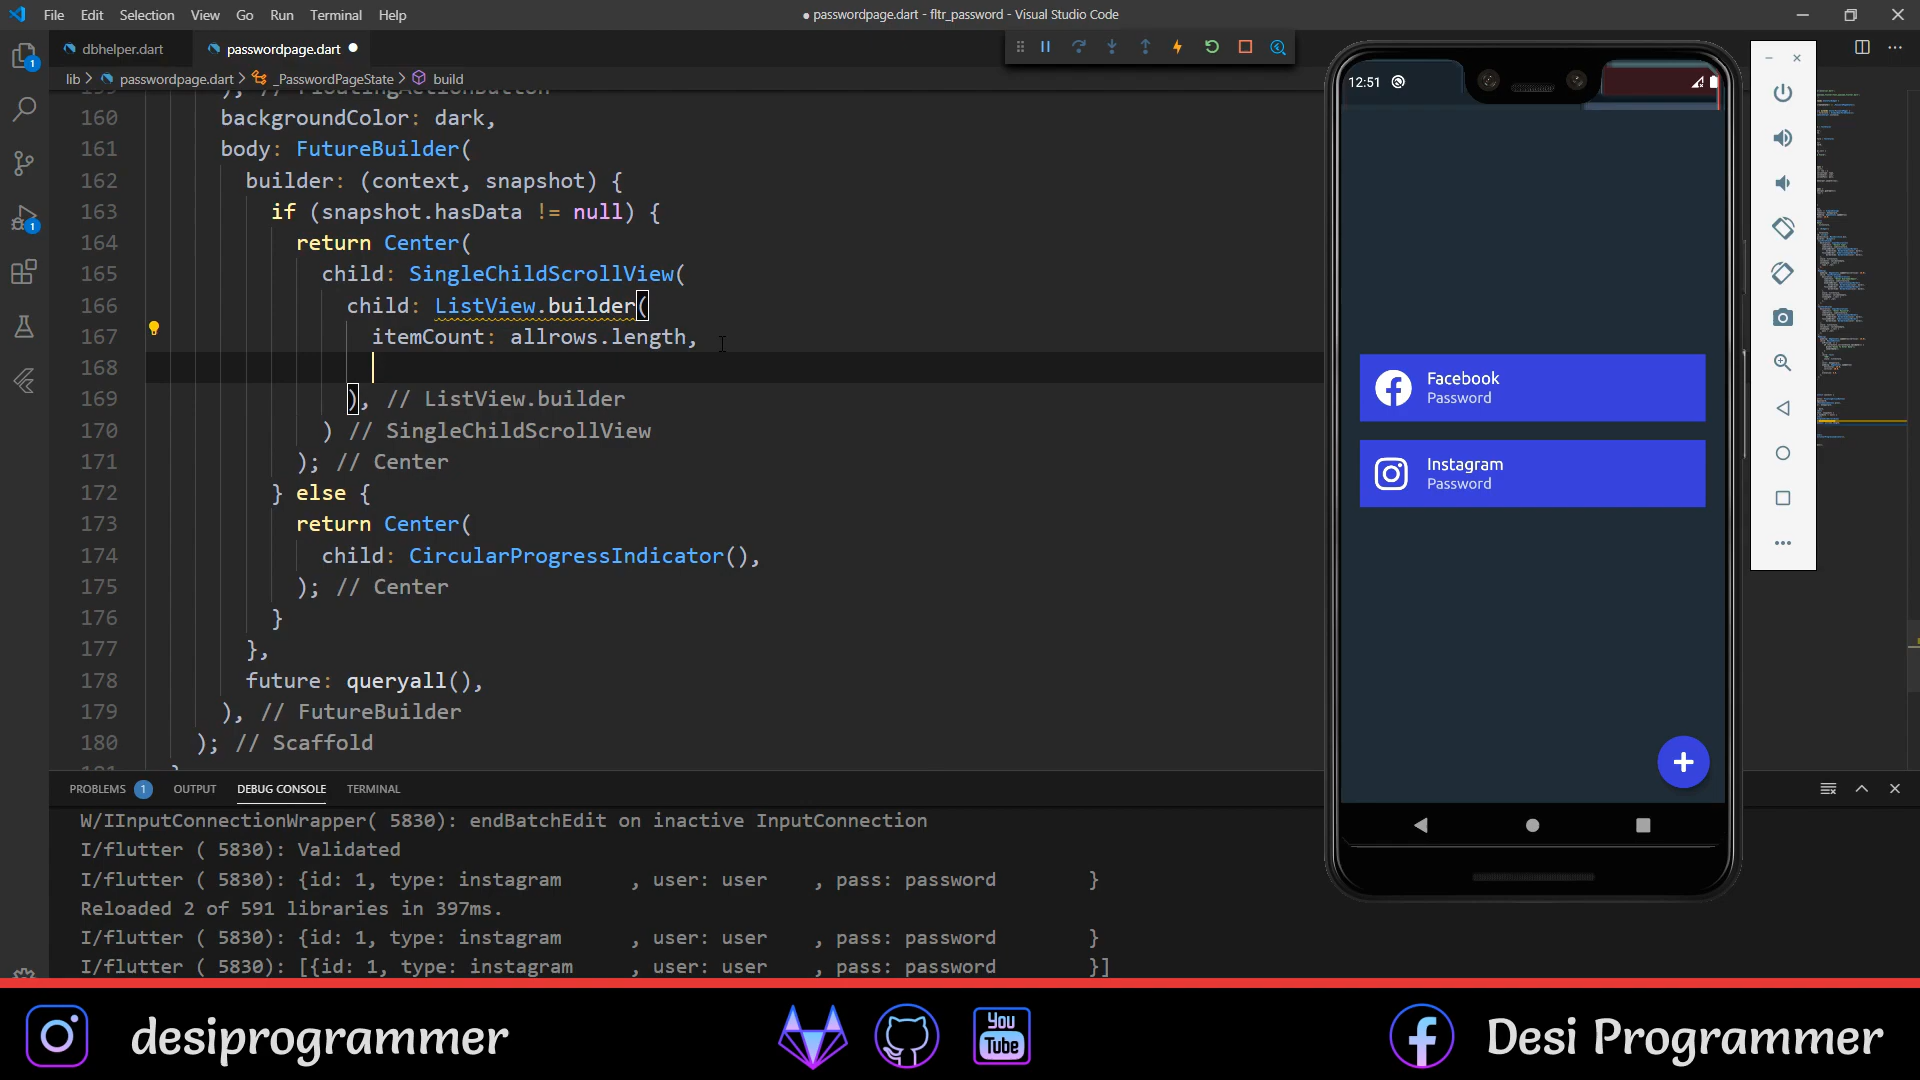 File Edit Selection View Go Run Terminal Help
● passwordpage.dart - fltr_password - Visual Studio Code
dbhelper.dart
passwordpage.dart ●
lib > passwordpage.dart > _PasswordPageState > build
159 ), // FloatingActionButton
160 backgroundColor: dark,
161 body: FutureBuilder(
162 builder: (context, snapshot) {
163 if (snapshot.hasData != null) {
164 return Center(
165 child: SingleChildScrollView(
166 child: ListView.builder(
167 itemCount: allrows.length,
168
169 ), // ListView.builder
170 ) // SingleChildScrollView
171 ); // Center
172 } else {
173 return Center(
174 child: CircularProgressIndicator(),
175 ); // Center
176 }
177 },
178 future: queryall(),
179 ), // FutureBuilder
180 ); // Scaffold
181 }
PROBLEMS 1 OUTPUT DEBUG CONSOLE TERMINAL
W/IInputConnectionWrapper( 5830): endBatchEdit on inactive InputConnection
I/flutter ( 5830): Validated
I/flutter ( 5830): {id: 1, type: instagram , user: user , pass: password }
Reloaded 2 of 591 libraries in 397ms.
I/flutter ( 5830): {id: 1, type: instagram , user: user , pass: password }
I/flutter ( 5830): [{id: 1, type: instagram , user: user , pass: password }]
12:51
Facebook
Password
Instagram
Password
1
1
desiprogrammer
You
Tube
Desi Programmer